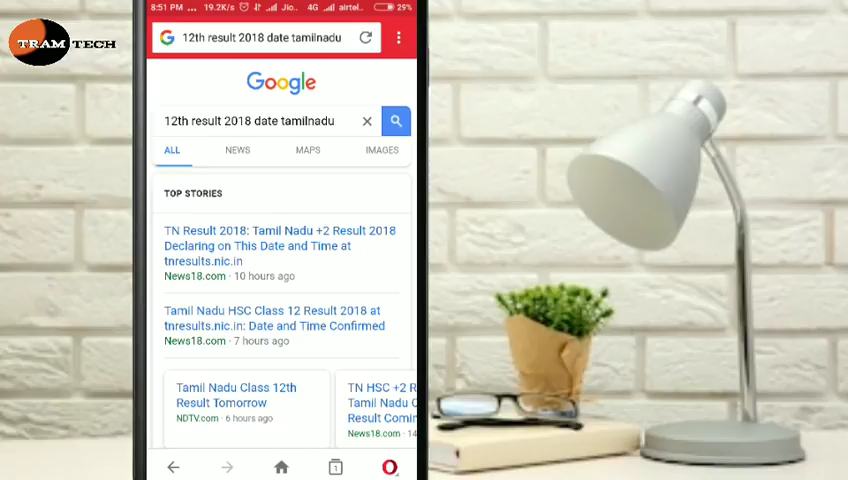 TRAM TECH
8:51 PM ... 19.2K/s Jio... 4G airtel... 29%
12th result 2018 date tamilnadu
Google
12th result 2018 date tamilnadu
ALL NEWS MAPS IMAGES
TOP STORIES
TN Result 2018: Tamil Nadu +2 Result 2018
Declaring on This Date and Time at
tnresults.nic.in
News18.com · 10 hours ago
Tamil Nadu HSC Class 12 Result 2018 at
tnresults.nic.in: Date and Time Confirmed
News18.com · 7 hours ago
Tamil Nadu Class 12th
Result Tomorrow
NDTV.com · 6 hours ago
TN HSC +2 R
Tamil Nadu C
Result Comin
News18.com · 14
1